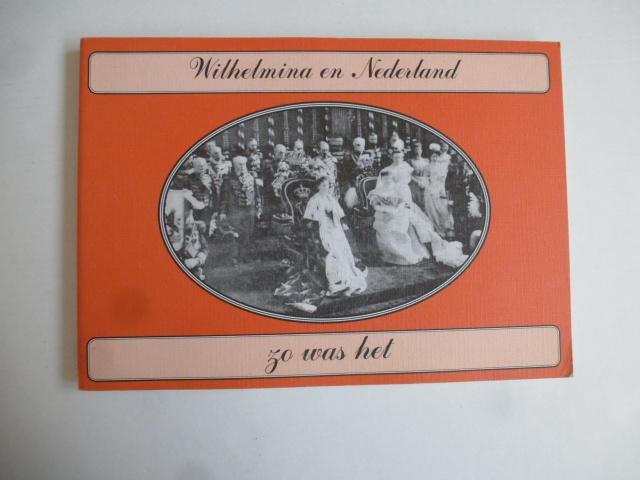 Wilhelmina en Nederland
zo was het